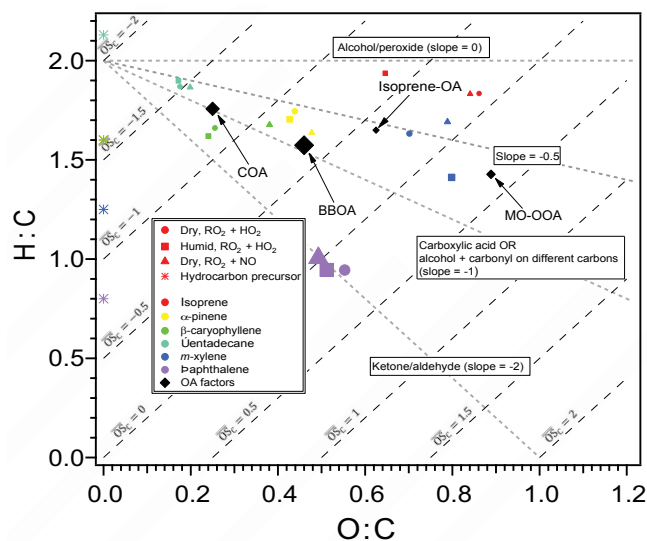 Alcohol/peroxide (slope = 0)
2.0
1.5
1.0
0.5
0.0
H:C
0.0
0.2
0.4
0.6
0.8
1.0
1.2
O:C
OSC = −2
OSC = −1.5
OSC = −1
OSC = −0.5
OSC = 0
OSC = 0.5
OSC = 1
OSC = 1.5
OSC = 2
Isoprene-OA
COA
BBOA
Slope = -0.5
MO-OOA
Carboxylic acid OR
alcohol + carbonyl on different carbons
(slope = -1)
Ketone/aldehyde (slope = -2)
Dry, RO2 + HO2
Humid, RO2 + HO2
Dry, RO2 + NO
Hydrocarbon precursor
Isoprene
α-pinene
β-caryophyllene
Úentadecane
m-xylene
Þaphthalene
OA factors